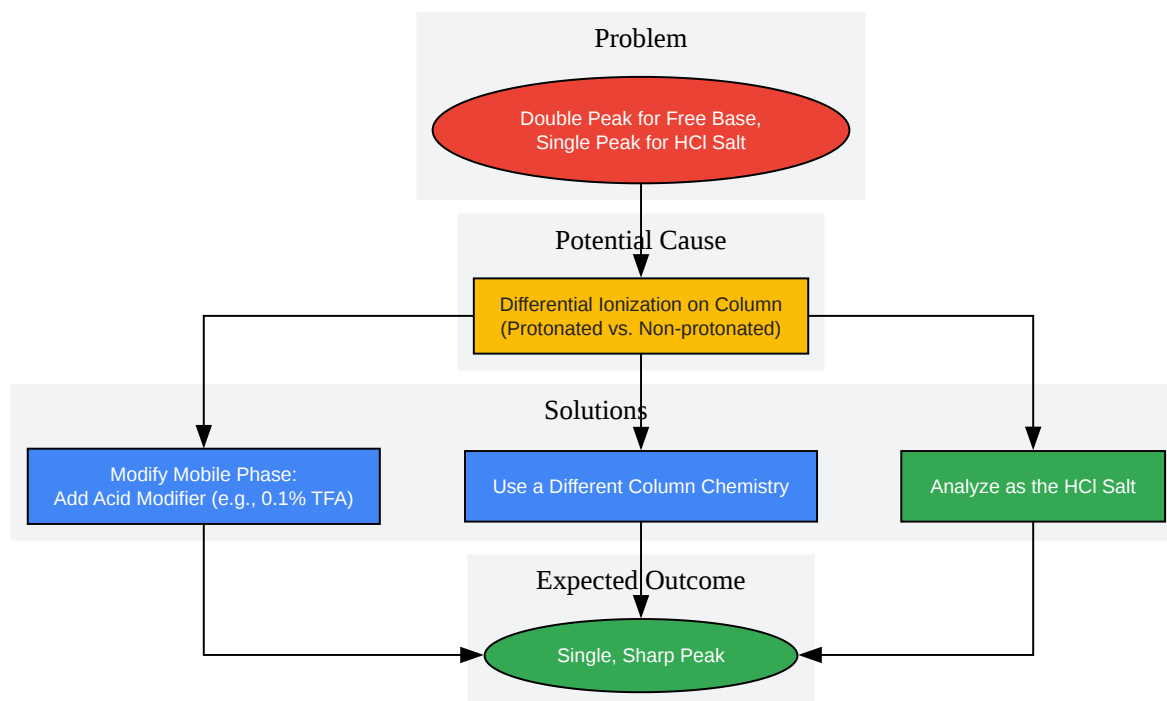 Problem
Double Peak for Free Base,
Single Peak for HCl Salt
Potential Cause
Differential Ionization on Column
(Protonated vs. Non-protonated)
Solutions
Modify Mobile Phase:
Add Acid Modifier (e.g., 0.1% TFA)
Use a Different Column Chemistry
Analyze as the HCl Salt
Expected Outcome
Single, Sharp Peak